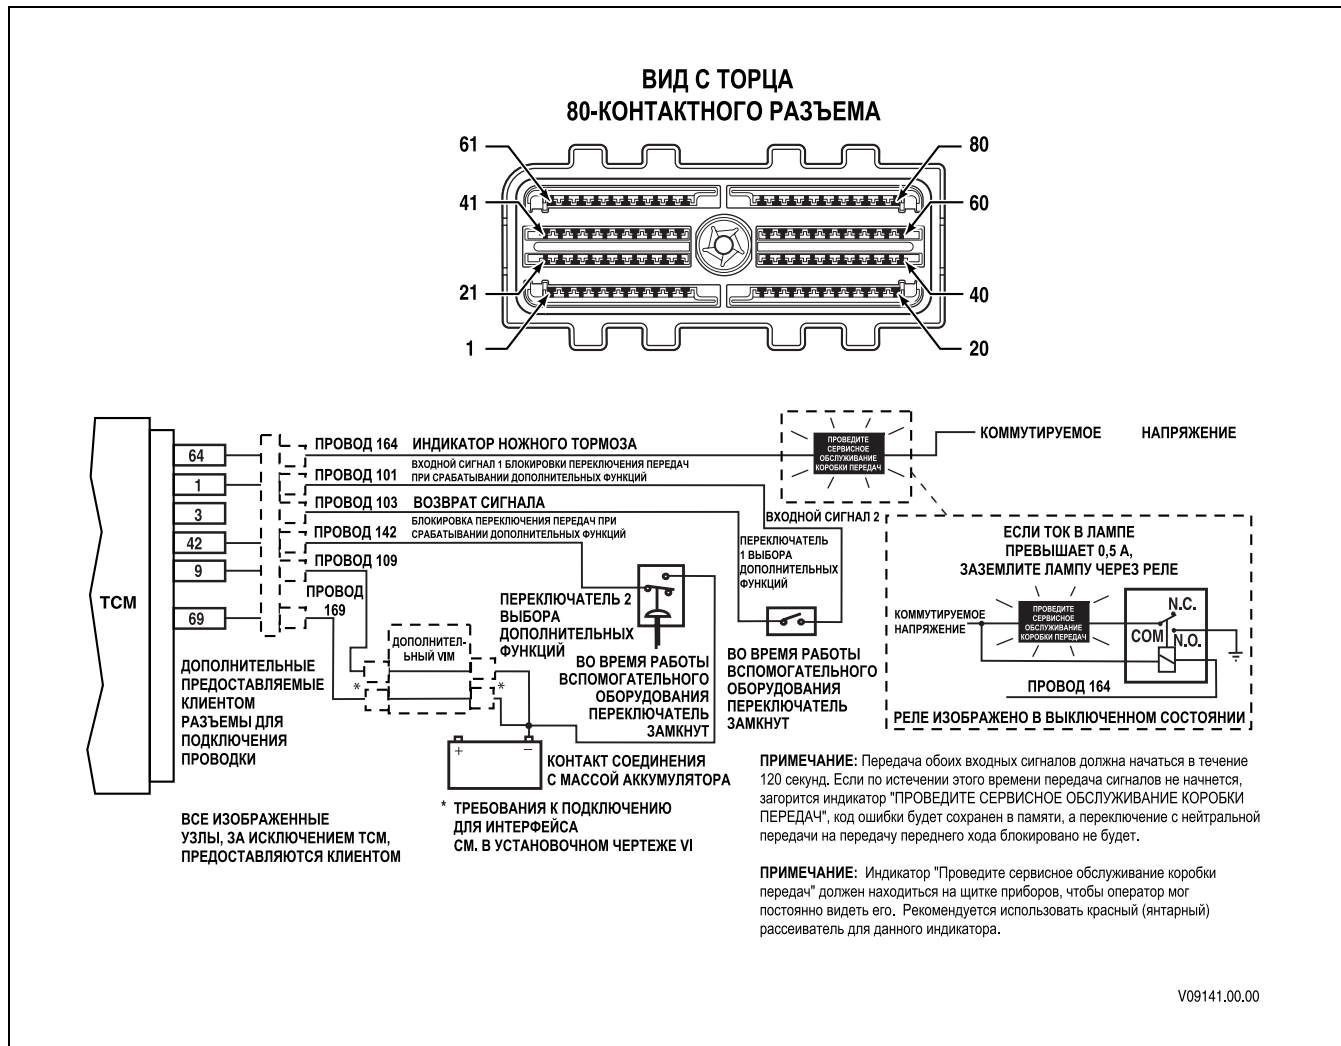 ВИД С ТОРЦА
80-КОНТАКТНОГО РАЗЪЕМА
61
80
41
60
21
40
1
20
TCM
64
1
3
42
9
69
ПРОВОД 164 ИНДИКАТОР НОЖНОГО ТОРМОЗА
ВХОДНОЙ СИГНАЛ 1 БЛОКИРОВКИ ПЕРЕКЛЮЧЕНИЯ ПЕРЕДАЧ
ПРОВОД 101 ПРИ СРАБАТЫВАНИИ ДОПОЛНИТЕЛЬНЫХ ФУНКЦИЙ
ПРОВОД 103 ВОЗВРАТ СИГНАЛА
БЛОКИРОВКА ПЕРЕКЛЮЧЕНИЯ ПЕРЕДАЧ ПРИ
ПРОВОД 142 СРАБАТЫВАНИИ ДОПОЛНИТЕЛЬНЫХ ФУНКЦИЙ
ПРОВОД 109
ПРОВОД
169
ПРОВЕДИТЕ
СЕРВИСНОЕ
ОБСЛУЖИВАНИЕ
КОРОБКИ ПЕРЕДАЧ
КОММУТИРУЕМОЕ НАПРЯЖЕНИЕ
ВХОДНОЙ СИГНАЛ 2
ПЕРЕКЛЮЧАТЕЛЬ
1 ВЫБОРА
ДОПОЛНИТЕЛЬНЫХ
ФУНКЦИЙ
ПЕРЕКЛЮЧАТЕЛЬ 2
ВЫБОРА
ДОПОЛНИТЕЛЬНЫХ
ФУНКЦИЙ
ВО ВРЕМЯ РАБОТЫ
ВСПОМОГАТЕЛЬНОГО
ОБОРУДОВАНИЯ
ПЕРЕКЛЮЧАТЕЛЬ
ЗАМКНУТ
ВО ВРЕМЯ РАБОТЫ
ВСПОМОГАТЕЛЬНОГО
ОБОРУДОВАНИЯ
ПЕРЕКЛЮЧАТЕЛЬ
ЗАМКНУТ
ДОПОЛНИТЕЛ-
ЬНЫЙ VIM
*
*
ДОПОЛНИТЕЛЬНЫЕ
ПРЕДОСТАВЛЯЕМЫЕ
КЛИЕНТОМ
РАЗЪЕМЫ ДЛЯ
ПОДКЛЮЧЕНИЯ
ПРОВОДКИ
+ −
КОНТАКТ СОЕДИНЕНИЯ
С МАССОЙ АККУМУЛЯТОРА
* ТРЕБОВАНИЯ К ПОДКЛЮЧЕНИЮ
ДЛЯ ИНТЕРФЕЙСА
СМ. В УСТАНОВОЧНОМ ЧЕРТЕЖЕ VI
ВСЕ ИЗОБРАЖЕННЫЕ
УЗЛЫ, ЗА ИСКЛЮЧЕНИЕМ TCM,
ПРЕДОСТАВЛЯЮТСЯ КЛИЕНТОМ
ЕСЛИ ТОК В ЛАМПЕ
ПРЕВЫШАЕТ 0,5 А,
ЗАЗЕМЛИТЕ ЛАМПУ ЧЕРЕЗ РЕЛЕ
КОММУТИРУЕМОЕ
НАПРЯЖЕНИЕ
ПРОВЕДИТЕ
СЕРВИСНОЕ
ОБСЛУЖИВАНИЕ
КОРОБКИ ПЕРЕДАЧ
N.C.
COM
N.O.
ПРОВОД 164
РЕЛЕ ИЗОБРАЖЕНО В ВЫКЛЮЧЕННОМ СОСТОЯНИИ
ПРИМЕЧАНИЕ: Передача обоих входных сигналов должна начаться в течение
120 секунд. Если по истечении этого времени передача сигналов не начнется,
загорится индикатор "ПРОВЕДИТЕ СЕРВИСНОЕ ОБСЛУЖИВАНИЕ КОРОБКИ
ПЕРЕДАЧ", код ошибки будет сохранен в памяти, а переключение с нейтральной
передачи на передачу переднего хода блокировано не будет.
ПРИМЕЧАНИЕ: Индикатор "Проведите сервисное обслуживание коробки
передач" должен находиться на щитке приборов, чтобы оператор мог
постоянно видеть его. Рекомендуется использовать красный (янтарный)
рассеиватель для данного индикатора.
V09141.00.00